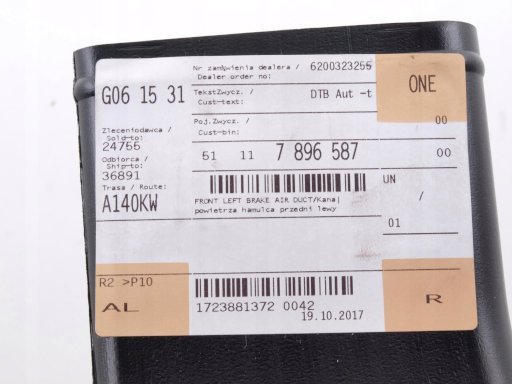 Nr zamówienia dealera / 6200323255
Dealer order no:
ONE
G06 15 31
TekstZwycz. /
Cust-text: DTB Aut -t
Poj.Zwycz. /
Cust-bin:
00
Zleceniodawca /
Sold-to:
24755
51 11 7 896 587 00
Odbiorca /
Ship-to:
36891
UN
/
Trasa / Route:
A140KW
FRONT LEFT BRAKE AIR DUCT/Kanał
powietrza hamulca przedni lewy
01
R2 >P10
AL
1723881372 0042
19.10.2017
R